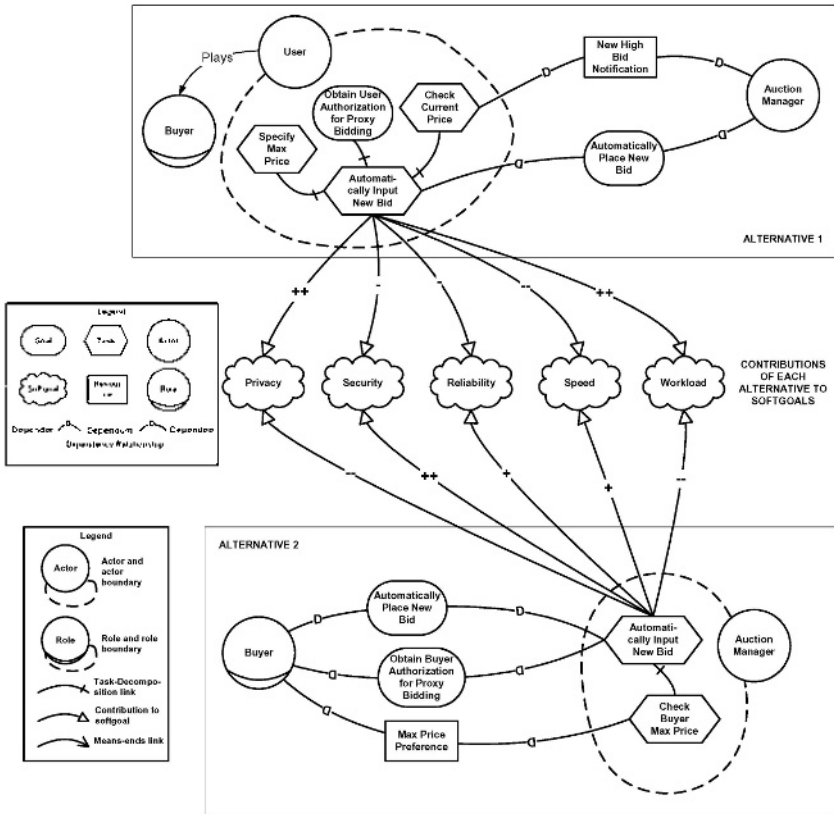 User
Plays
Buyer
Obtain User
Authorization
for Proxy
Bidding
Check
Current
Price
Specify
Max
Price
Automati-
cally Input
New Bid
D
New High
Bid
Notification
D
Auction
Manager
D
Automatically
Place New
Bid
D
ALTERNATIVE 1
++
-
-
--
++
Legend
Goal
Task
Actor
Softgoal
Role
Depender
D
Dependum
D
Dependee
Dependency Relationship
Privacy
Security
Reliability
Speed
Workload
CONTRIBUTIONS
OF EACH
ALTERNATIVE TO
SOFTGOALS
--
++
+
+
--
Legend
Actor
Actor and
actor
boundary
Role
Role and role
boundary
Task-Decompo-
sition link
Contribution to
softgoal
Means-ends link
ALTERNATIVE 2
Buyer
D
Automatically
Place New
Bid
D
D
Obtain Buyer
Authorization
for Proxy
Bidding
D
D
Max Price
Preference
D
Automati-
cally Input
New Bid
Check
Buyer
Max Price
Auction
Manager